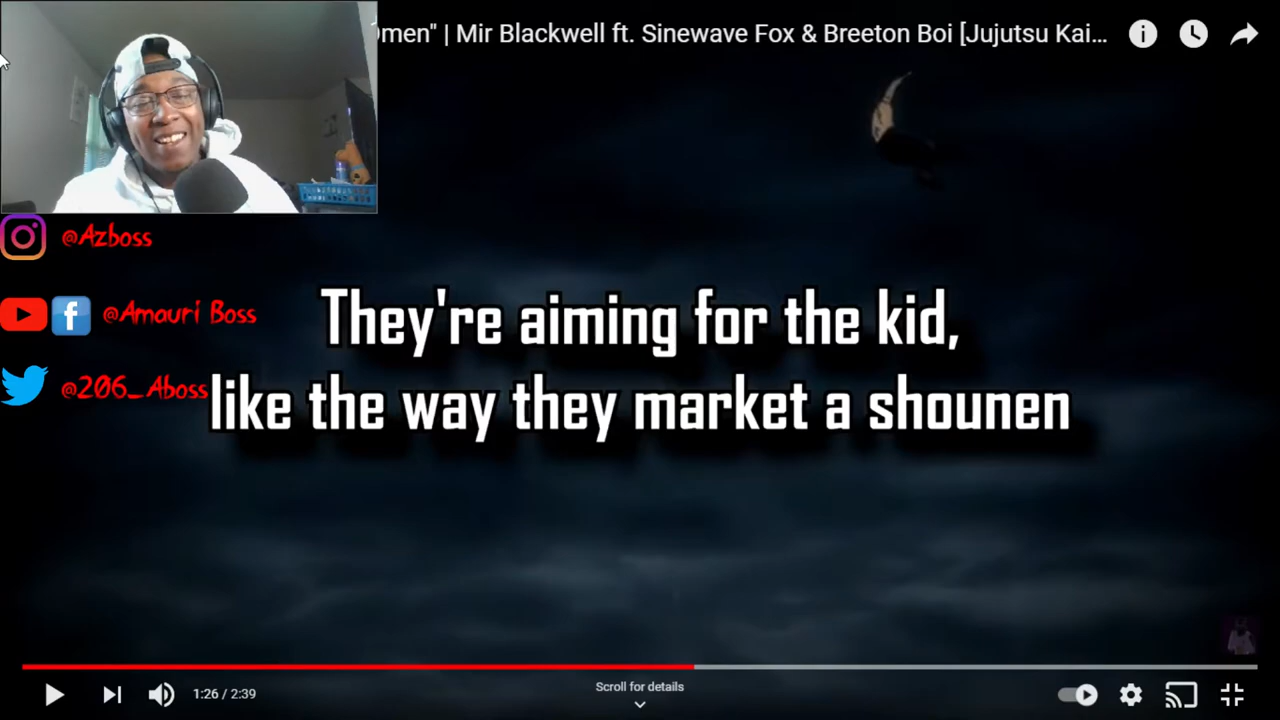 Omen" | Mir Blackwell ft. Sinewave Fox & Breeton Boi [Jujutsu Kai...
@Azboss
@Amauri Boss
@206_Aboss
They're aiming for the kid,
like the way they market a shounen
1:26 / 2:39
Scroll for details